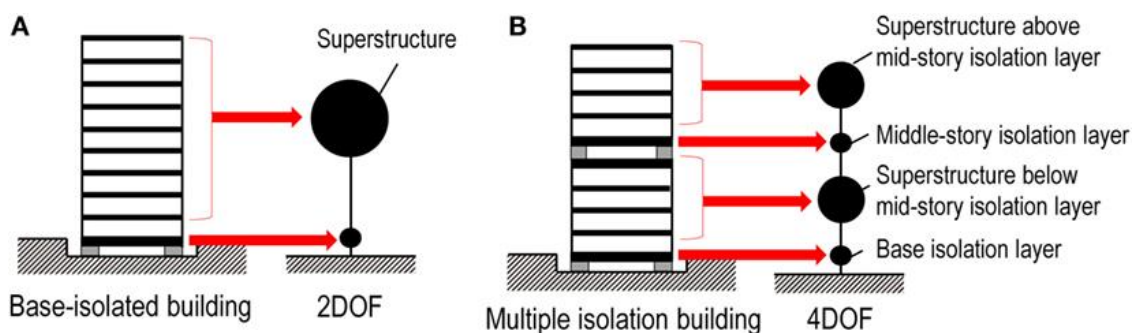 A
Superstructure
Base-isolated building
2DOF
B
Superstructure above
mid-story isolation layer
Middle-story isolation layer
Superstructure below
mid-story isolation layer
Base isolation layer
Multiple isolation building
4DOF